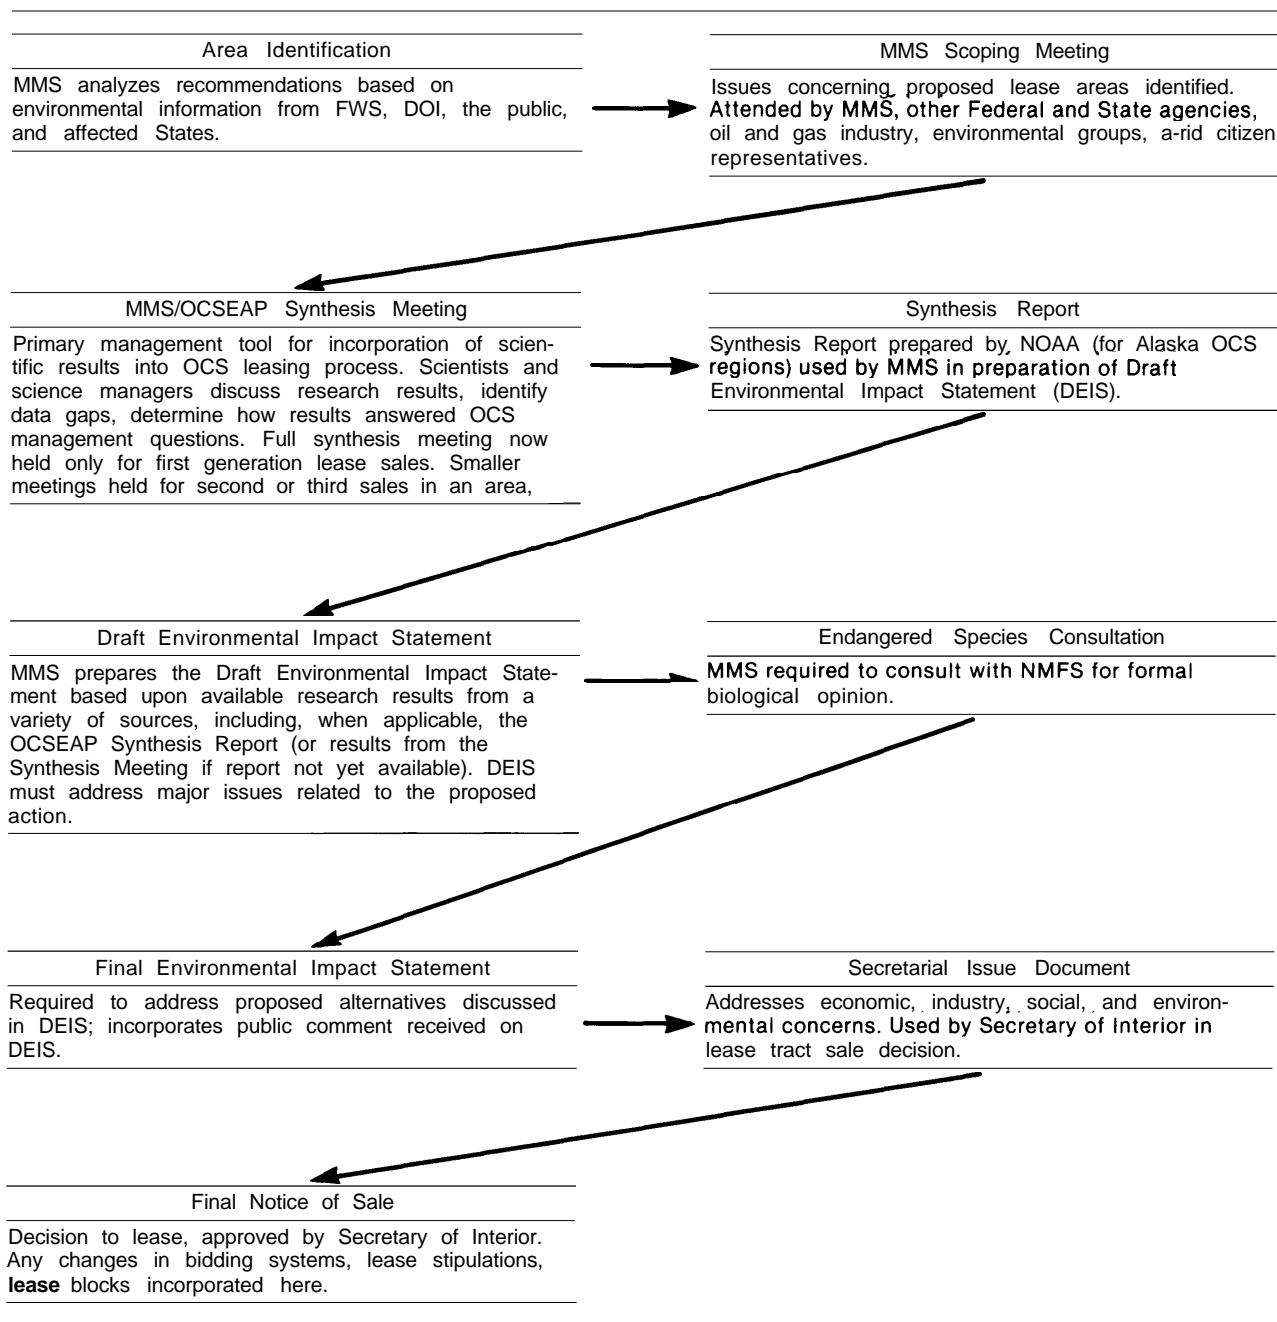 Area Identification
MMS analyzes recommendations based on
environmental information from FWS, DOI, the public,
and affected States.
MMS Scoping Meeting
Issues concerning proposed lease areas identified.
Attended by MMS, other Federal and State agencies,
oil and gas industry, environmental groups, a-rid citizen
representatives.
MMS/OCSEAP Synthesis Meeting
Primary management tool for incorporation of scien-
tific results into OCS leasing process. Scientists and
science managers discuss research results, identify
data gaps, determine how results answered OCS
management questions. Full synthesis meeting now
held only for first generation lease sales. Smaller
meetings held for second or third sales in an area,
Synthesis Report
Synthesis Report prepared by NOAA (for Alaska OCS
regions) used by MMS in preparation of Draft
Environmental Impact Statement (DEIS).
Draft Environmental Impact Statement
MMS prepares the Draft Environmental Impact State-
ment based upon available research results from a
variety of sources, including, when applicable, the
OCSEAP Synthesis Report (or results from the
Synthesis Meeting if report not yet available). DEIS
must address major issues related to the proposed
action.
Endangered Species Consultation
MMS required to consult with NMFS for formal
biological opinion.
Final Environmental Impact Statement
Required to address proposed alternatives discussed
in DEIS; incorporates public comment received on
DEIS.
Secretarial Issue Document
Addresses economic, industry, social, and environ-
mental concerns. Used by Secretary of Interior in
lease tract sale decision.
Final Notice of Sale
Decision to lease, approved by Secretary of Interior.
Any changes in bidding systems, lease stipulations,
lease blocks incorporated here.